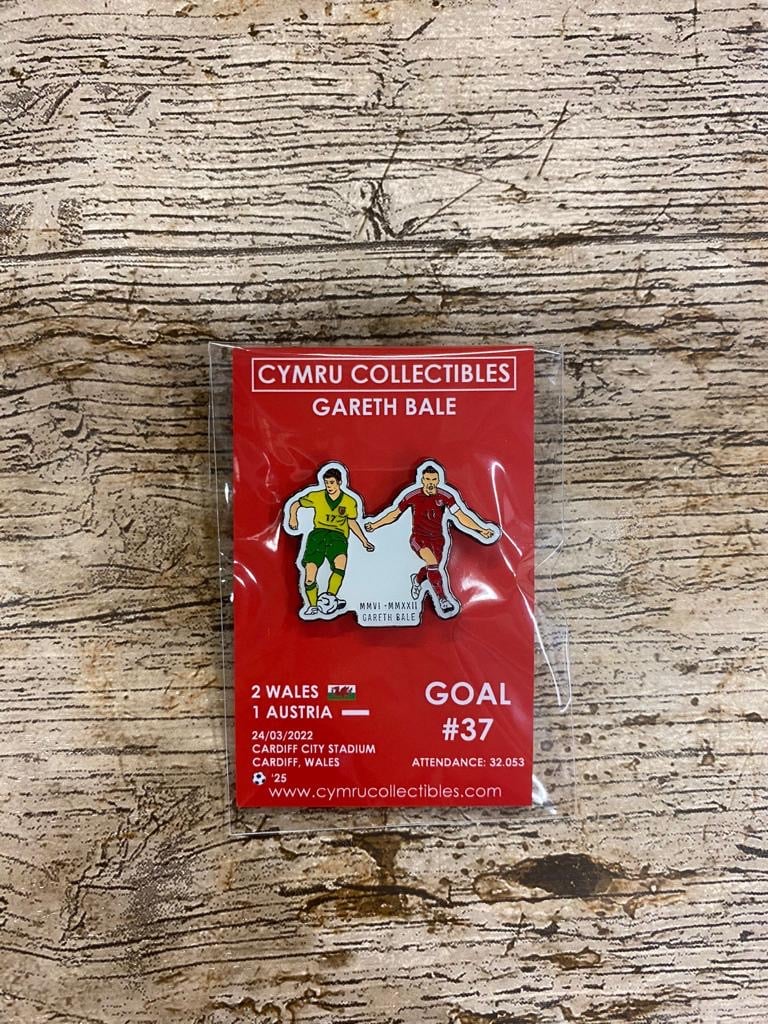 CYMRU COLLECTIBLES
GARETH BALE
17
MMVI - MMXXII
GARETH BALE
2 WALES
1 AUSTRIA
24/03/2022
CARDIFF CITY STADIUM
CARDIFF, WALES
'25
GOAL
#37
ATTENDANCE: 32.053
www.cymrucollectibles.com